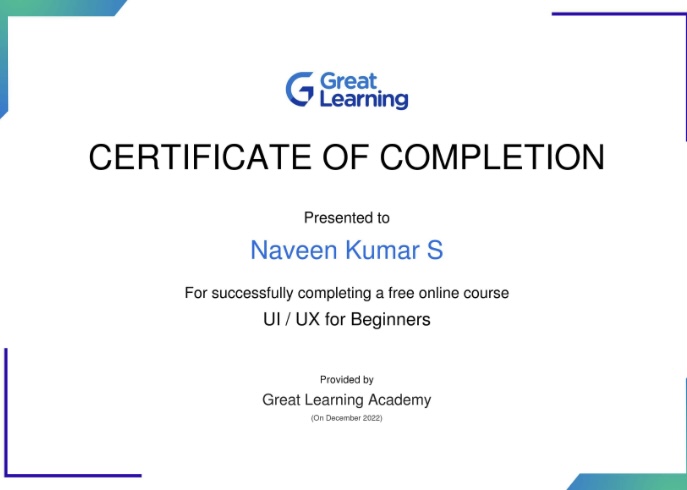 Great
Learning
CERTIFICATE OF COMPLETION
Presented to
Naveen Kumar S
For successfully completing a free online course
UI / UX for Beginners
Provided by
Great Learning Academy
(On December 2022)